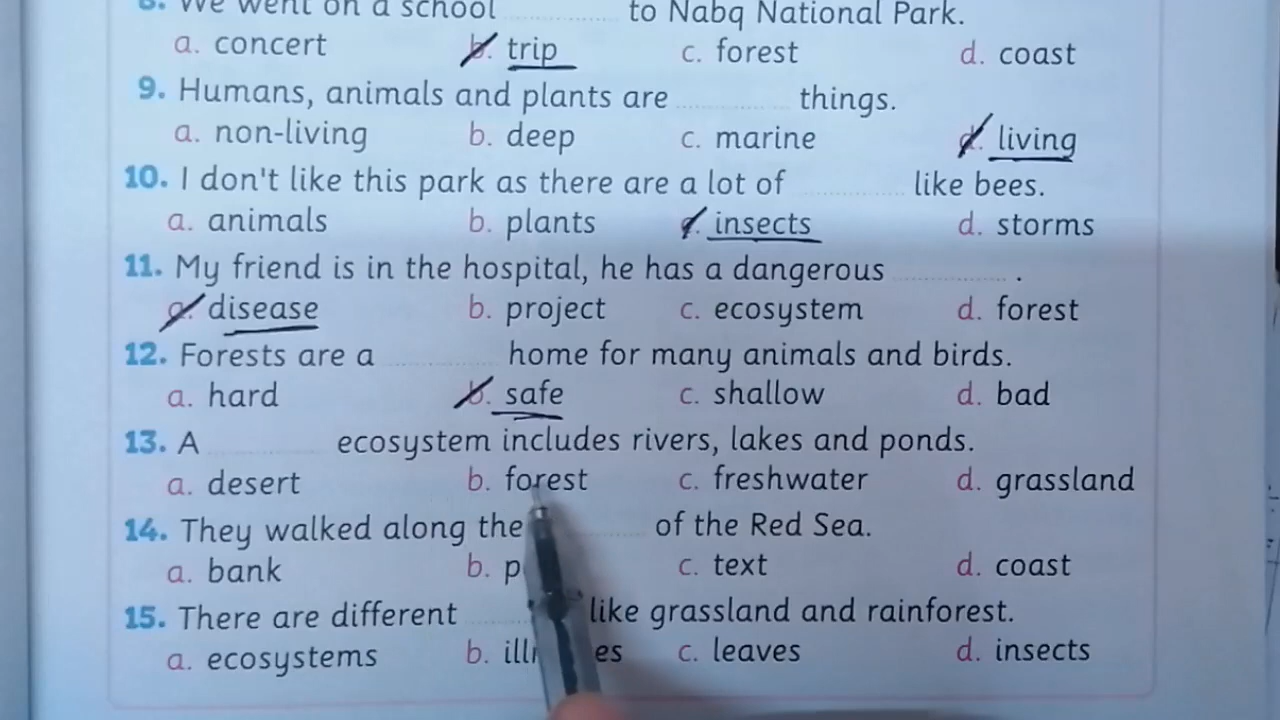 8. We went on a school ............ to Nabq National Park.
a. concert b. trip c. forest d. coast
9. Humans, animals and plants are ............ things.
a. non-living b. deep c. marine d. living
10. I don't like this park as there are a lot of ............ like bees.
a. animals b. plants c. insects d. storms
11. My friend is in the hospital, he has a dangerous ............ .
a. disease b. project c. ecosystem d. forest
12. Forests are a ............ home for many animals and birds.
a. hard b. safe c. shallow d. bad
13. A ............ ecosystem includes rivers, lakes and ponds.
a. desert b. forest c. freshwater d. grassland
14. They walked along the ............ of the Red Sea.
a. bank b. c. text d. coast
15. There are different ............ like grassland and rainforest.
a. ecosystems b. c. leaves d. insects